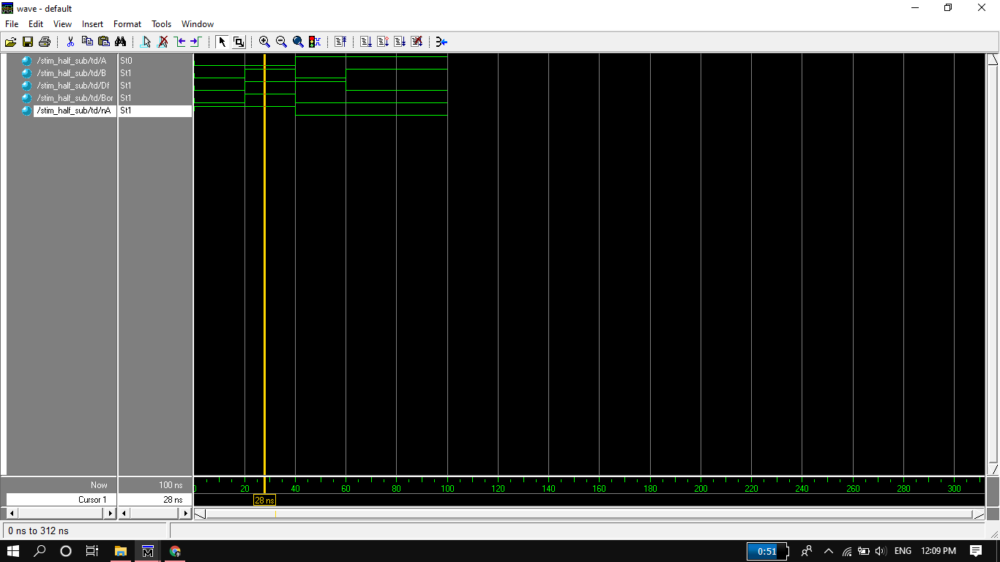 wave - default
File Edit View Insert Format Tools Window
/stim_half_sub/td/A St0
/stim_half_sub/td/B St1
/stim_half_sub/td/Df St1
/stim_half_sub/td/Bor St1
/stim_half_sub/td/nA St1
Now 100 ns 20 40 60 80 100 120 140 160 180 200 220 240 260 280 300
Cursor 1 28 ns 28 ns
0 ns to 312 ns
0:51 ENG 12:09 PM